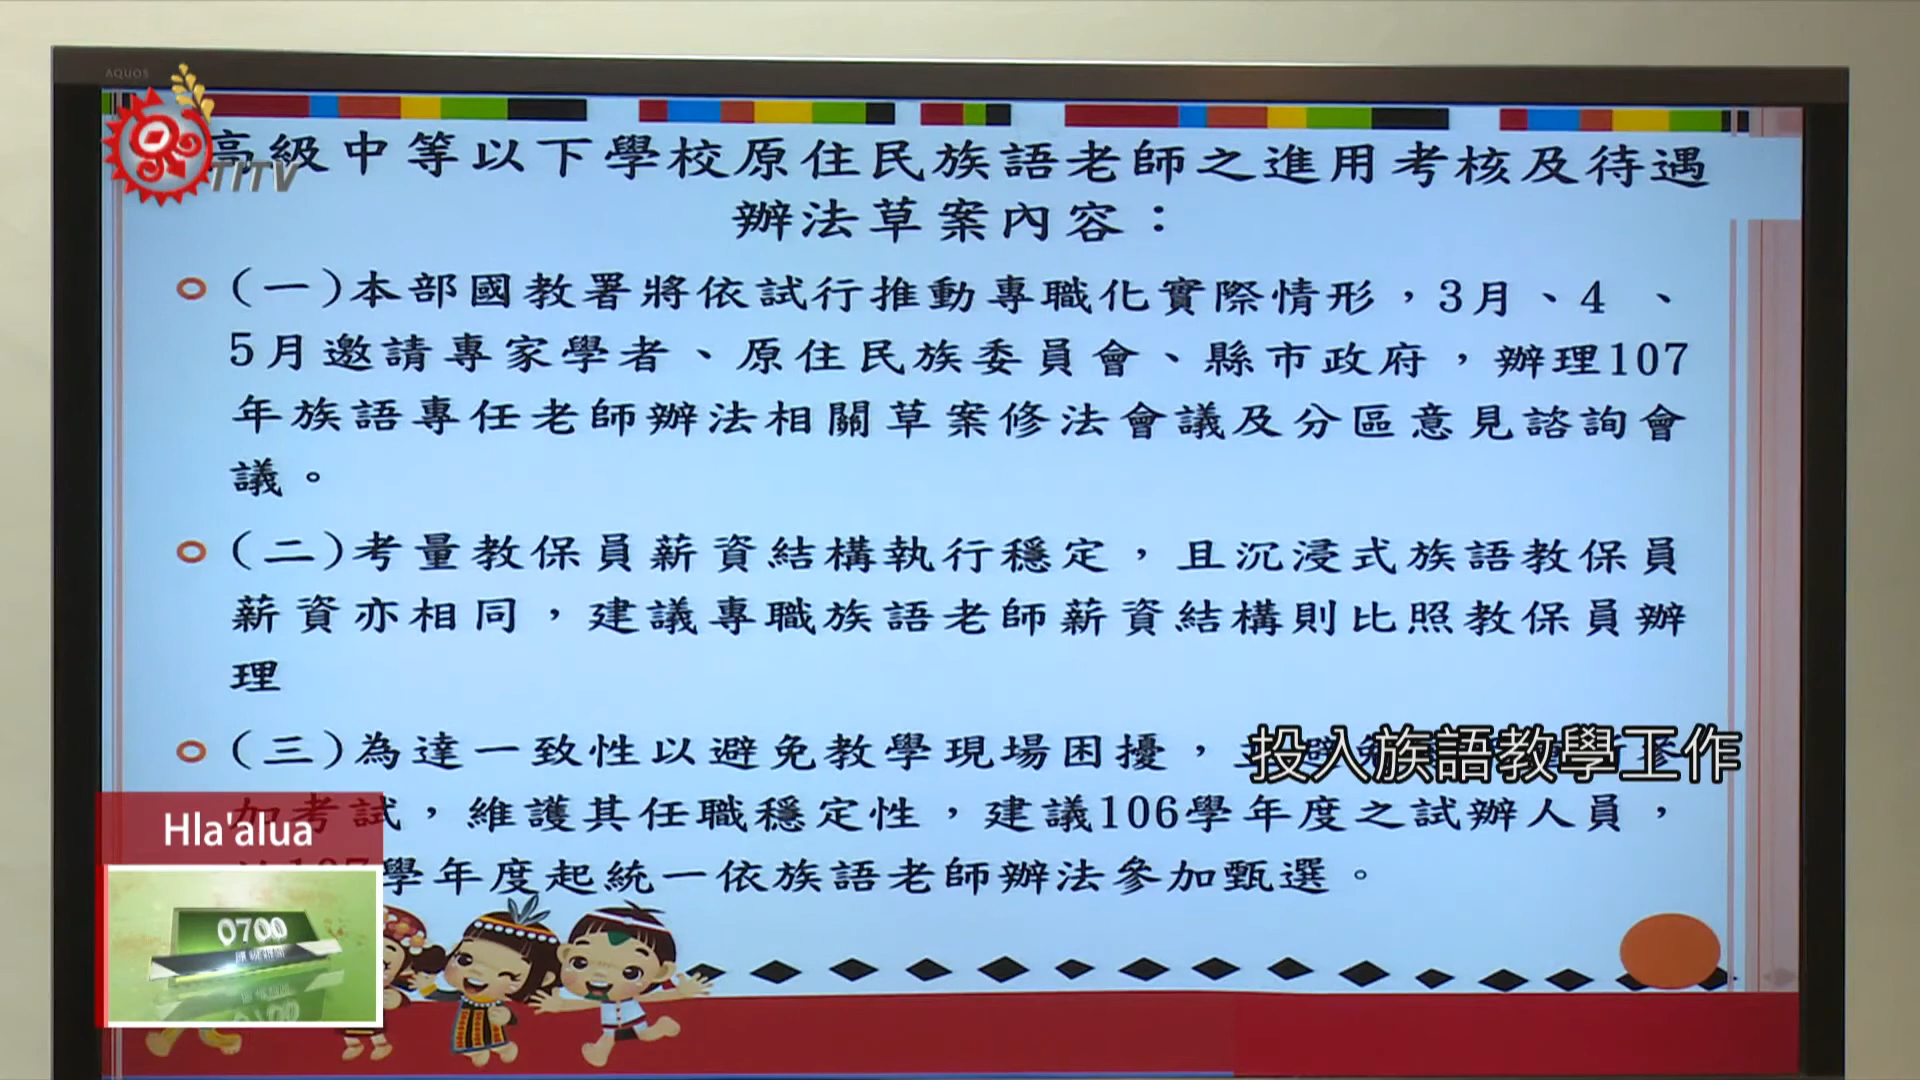 AQUOS
TITV
高級中等以下學校原住民族語老師之進用考核及待遇
辦法草案內容：
(一)本部國教署將依試行推動專職化實際情形，3月、4、
5月邀請專家學者、原住民族委員會、縣市政府，辦理107
年族語專任老師辦法相關草案修法會議及分區意見諮詢會
議。
(二)考量教保員薪資結構執行穩定，且沉浸式族語教保員
薪資亦相同，建議專職族語老師薪資結構則比照教保員辦
理
(三)為達一致性以避免教學現場困擾，
投入族語教學工作
加考試，維護其任職穩定性，建議106學年度之試辦人員，
學年度起統一依族語老師辦法參加甄選。
Hla'alua
0700